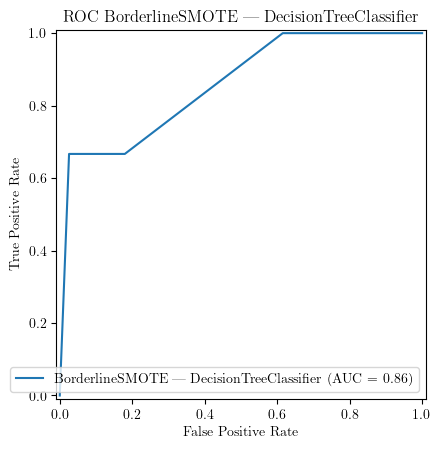 ROC BorderlineSMOTE — DecisionTreeClassifier
1.0
0.8
0.6
0.4
0.2
0.0
True Positive Rate
BorderlineSMOTE — DecisionTreeClassifier (AUC = 0.86)
0.0 0.2 0.4 0.6 0.8 1.0
False Positive Rate